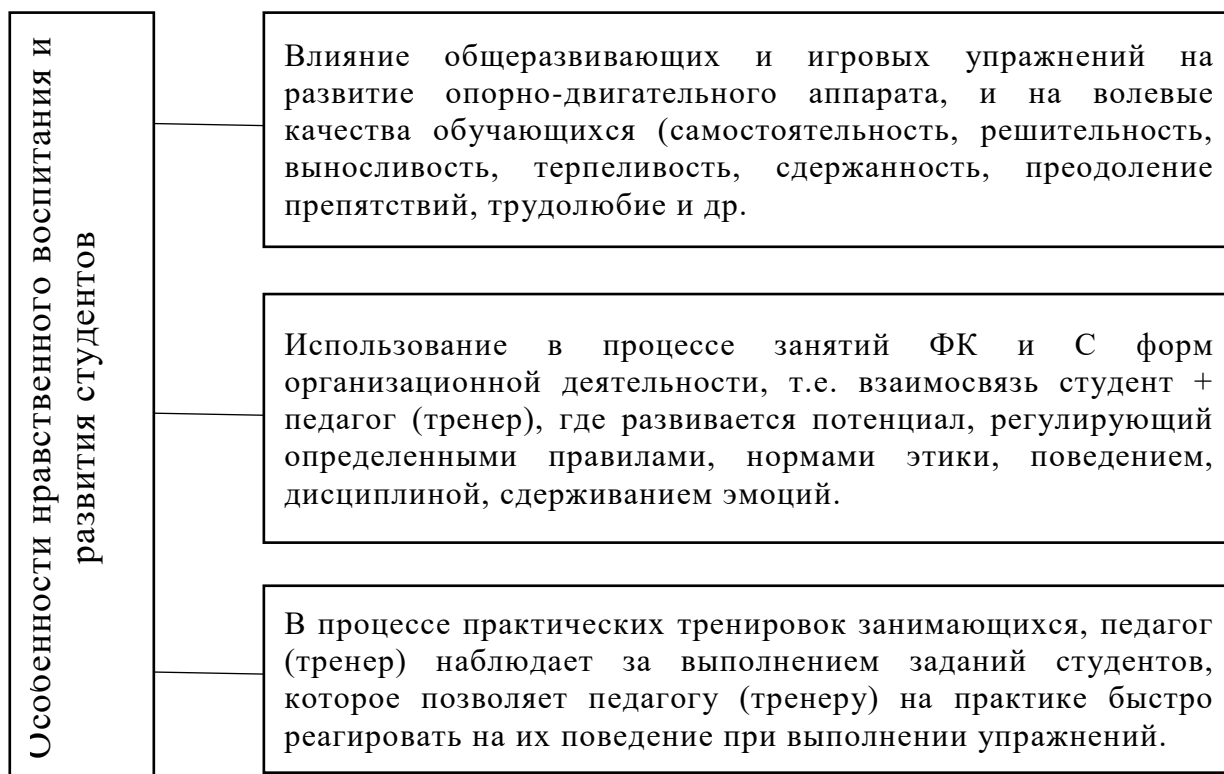 Особенности нравственного воспитания и
развития студентов
Влияние общеразвивающих и игровых упражнений на
развитие опорно-двигательного аппарата, и на волевые
качества обучающихся (самостоятельность, решительность,
выносливость, терпеливость, сдержанность, преодоление
препятствий, трудолюбие и др.
Использование в процессе занятий ФК и С форм
организационной деятельности, т.е. взаимосвязь студент +
педагог (тренер), где развивается потенциал, регулирующий
определенными правилами, нормами этики, поведением,
дисциплиной, сдерживанием эмоций.
В процессе практических тренировок занимающихся, педагог
(тренер) наблюдает за выполнением заданий студентов,
которое позволяет педагогу (тренеру) на практике быстро
реагировать на их поведение при выполнении упражнений.